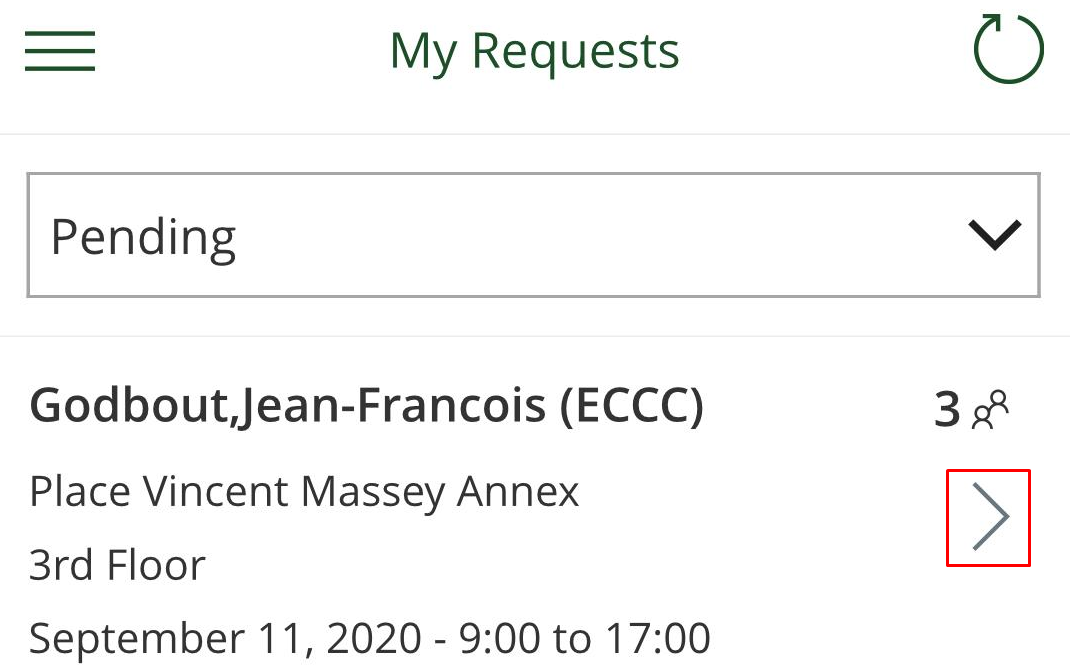 My Requests
Pending
Godbout,Jean-Francois (ECCC)
3
Place Vincent Massey Annex
3rd Floor
September 11, 2020 - 9:00 to 17:00